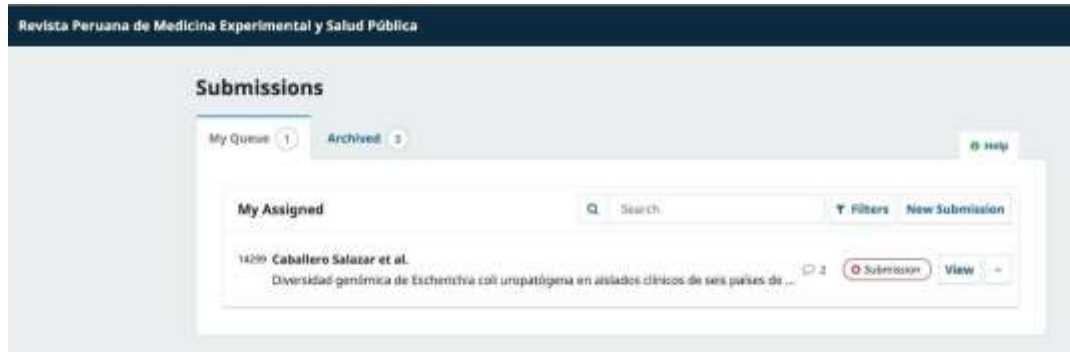 Revista Peruana de Medicina Experimental y Salud Pública
Submissions
My Queue 1 Archived 3
Help
My Assigned Search Filters New Submission
14299 Caballero Salazar et al.
Diversidad genómica de Escherichia coli uropatógena en aislados clínicos de seis países de ... 2 Submission View